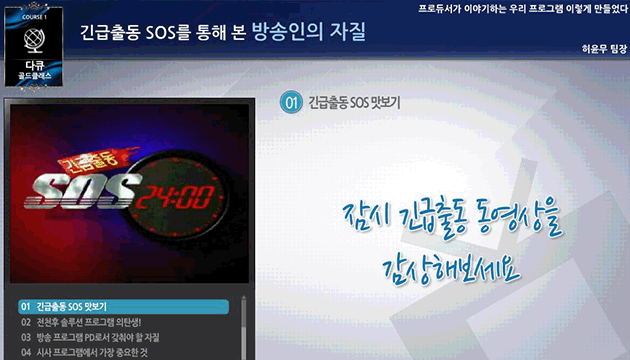 프로듀서가 이야기하는 우리 프로그램 이렇게 만들었다
COURSE 1
다큐
골드클래스
긴급출동 SOS를 통해 본 방송인의 자질
허윤무 팀장
01 긴급출동 SOS 맛보기
긴급출동
SOS 24:00
잠시 긴급출동 동영상을
감상해보세요
01 긴급출동 SOS 맛보기
02 전천후 솔루션 프로그램 의탄생!
03 방송 프로그램 PD로서 갖춰야 할 자질
04 시사 프로그램에서 가장 중요한 것